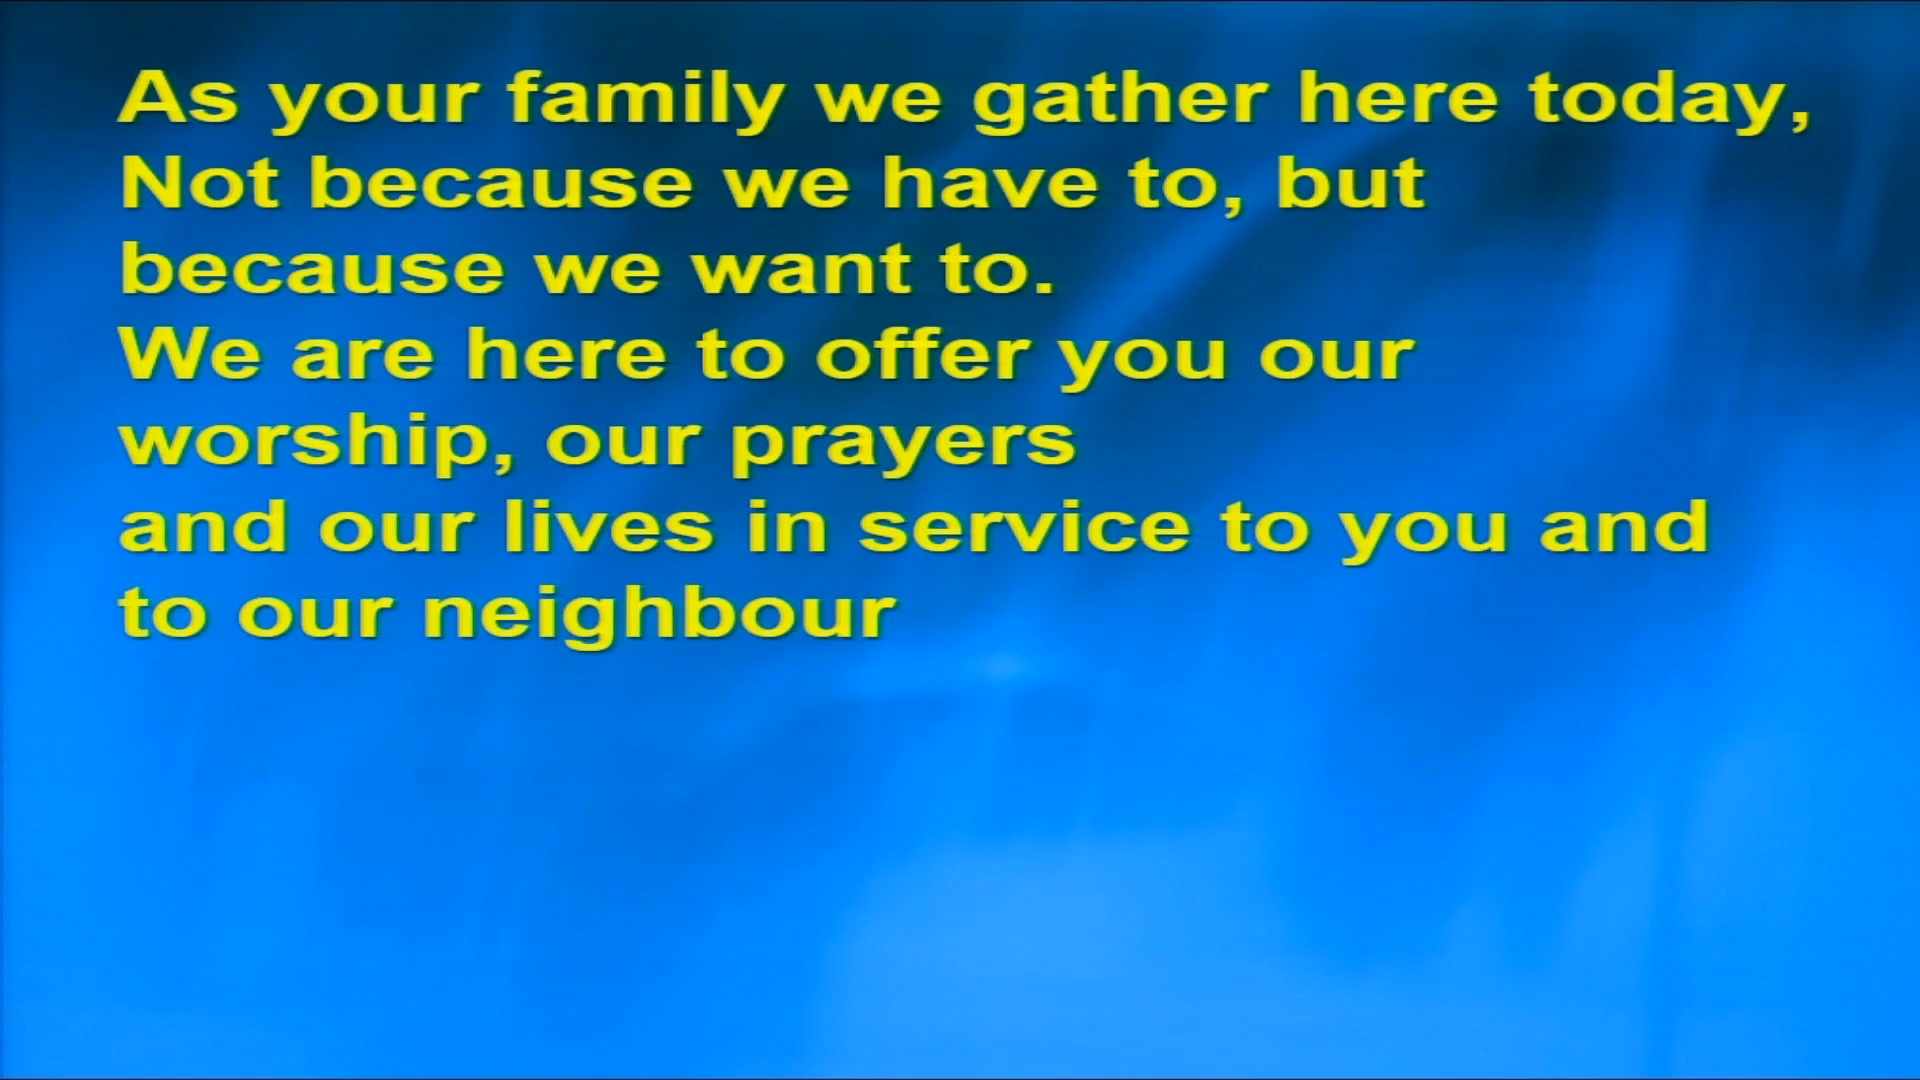 As your family we gather here today,
Not because we have to, but
because we want to.
We are here to offer you our
worship, our prayers
and our lives in service to you and
to our neighbour